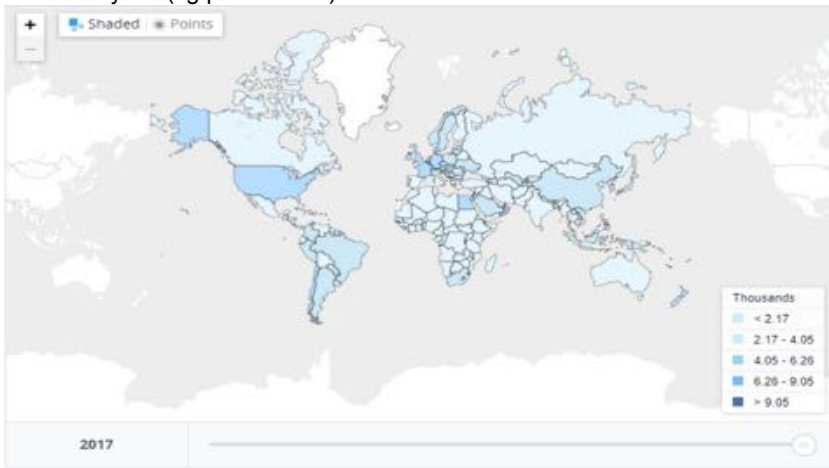 +
Shaded Points
−
Thousands
< 2.17
2.17 - 4.05
4.05 - 6.26
6.26 - 9.05
> 9.05
2017